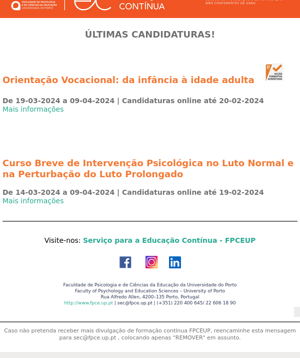 CONTÍNUA
ÚLTIMAS CANDIDATURAS!
Orientação Vocacional: da infância à idade adulta
De 19-03-2024 a 09-04-2024 | Candidaturas online até 20-02-2024
Mais informações
Curso Breve de Intervenção Psicológica no Luto Normal e
na Perturbação do Luto Prolongado
De 14-03-2024 a 09-04-2024 | Candidaturas online até 19-02-2024
Mais informações
Visite-nos: Serviço para a Educação Contínua - FPCEUP
Faculdade de Psicologia e de Ciências da Educação da Universidade do Porto
Faculty of Psychology and Education Sciences – University of Porto
Rua Alfredo Allen, 4200-135 Porto, Portugal
http://www.fpce.up.pt | sec@fpce.up.pt | (+351) 220 400 645/ 22 606 18 90
Caso não pretenda receber mais divulgação de formação contínua FPCEUP, reencaminhe esta mensagem
para sec@fpce.up.pt , colocando apenas "REMOVER" em assunto.